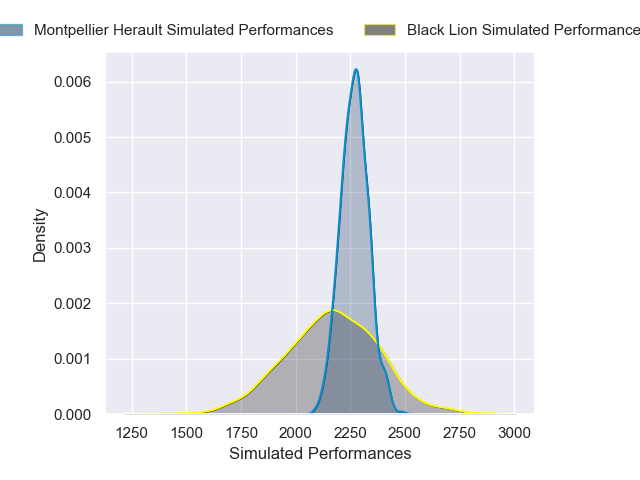 Montpellier Herault Simulated Performances
Black Lion Simulated Performance
0.006
0.005
0.004
0.003
0.002
0.001
0.000
Density
1250 1500 1750 2000 2250 2500 2750 3000
Simulated Performances